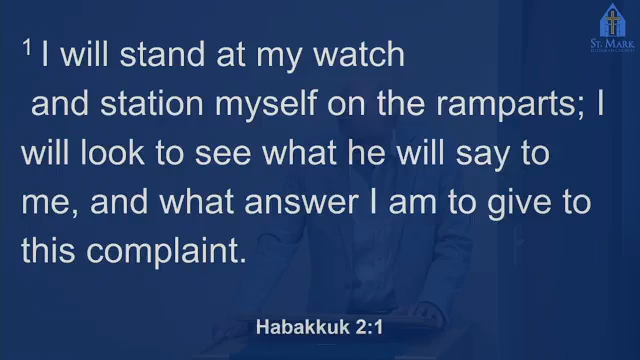 1 I will stand at my watch
and station myself on the ramparts; I
will look to see what he will say to
me, and what answer I am to give to
this complaint.
Habakkuk 2:1
ST. MARK